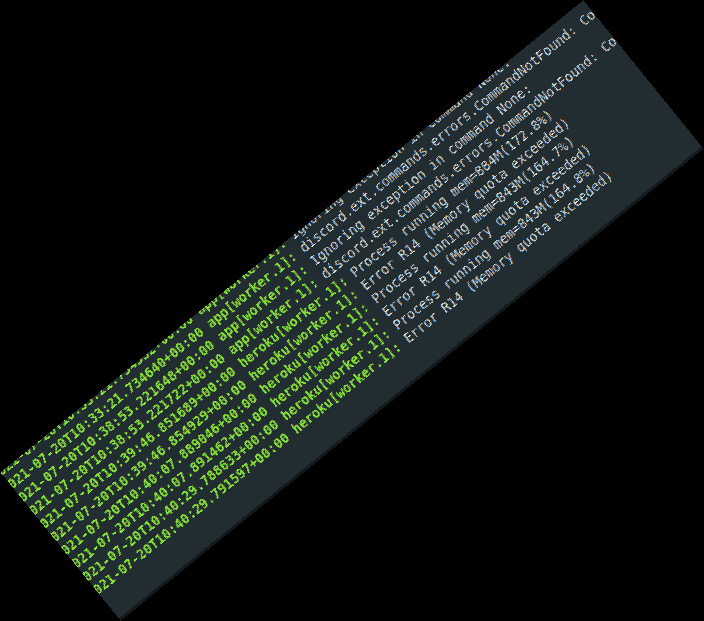 021-07-20T10:33:21.734640+00:00 app[worker.1]: discord.ext.commands.errors.CommandNotFound: Co
021-07-20T10:38:53.221648+00:00 app[worker.1]: Ignoring exception in command None:
021-07-20T10:38:53.221722+00:00 app[worker.1]: discord.ext.commands.errors.CommandNotFound: Co
021-07-20T10:39:46.851689+00:00 heroku[worker.1]: Process running mem=884M(172.8%)
021-07-20T10:39:46.854929+00:00 heroku[worker.1]: Error R14 (Memory quota exceeded)
021-07-20T10:40:07.889046+00:00 heroku[worker.1]: Process running mem=843M(164.7%)
021-07-20T10:40:07.891462+00:00 heroku[worker.1]: Error R14 (Memory quota exceeded)
021-07-20T10:40:29.788633+00:00 heroku[worker.1]: Process running mem=843M(164.8%)
021-07-20T10:40:29.791597+00:00 heroku[worker.1]: Error R14 (Memory quota exceeded)